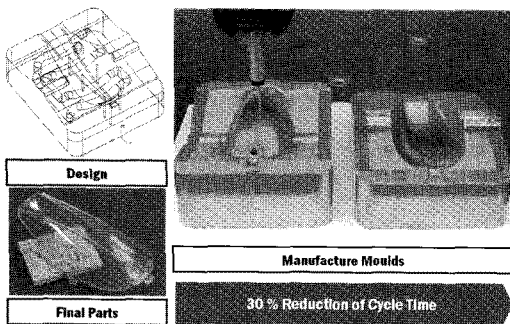 Design
Manufacture Moulds
Final Parts
30 % Reduction of Cycle Time